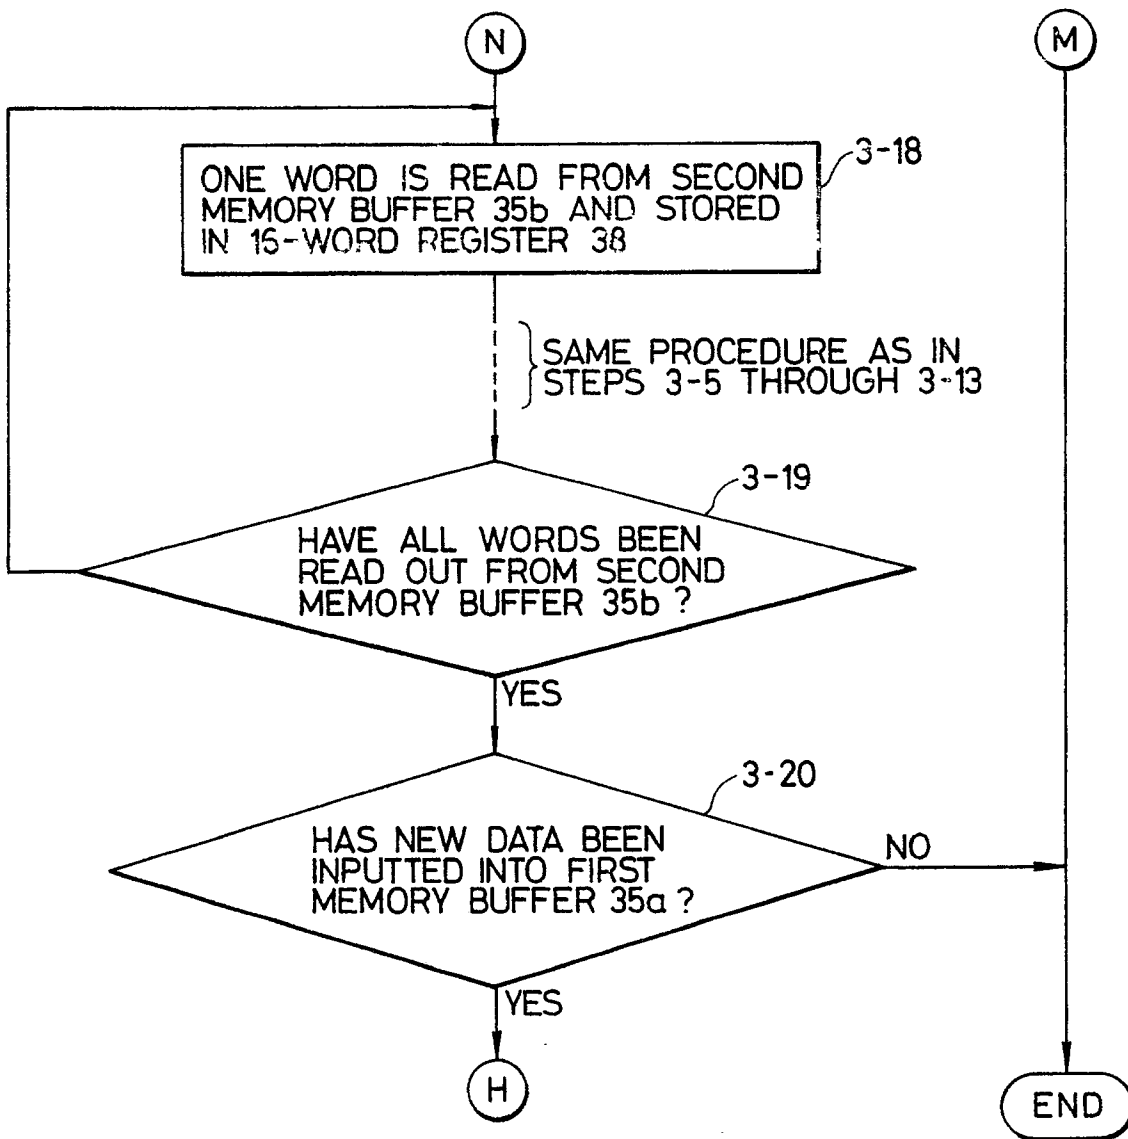 N
M
3-18
ONE WORD IS READ FROM SECOND
MEMORY BUFFER 35b AND STORED
IN 16-WORD REGISTER 38
SAME PROCEDURE AS IN
STEPS 3-5 THROUGH 3-13
3-19
HAVE ALL WORDS BEEN
READ OUT FROM SECOND
MEMORY BUFFER 35b ?
YES
3-20
HAS NEW DATA BEEN
INPUTTED INTO FIRST
MEMORY BUFFER 35a ?
NO
YES
H
END